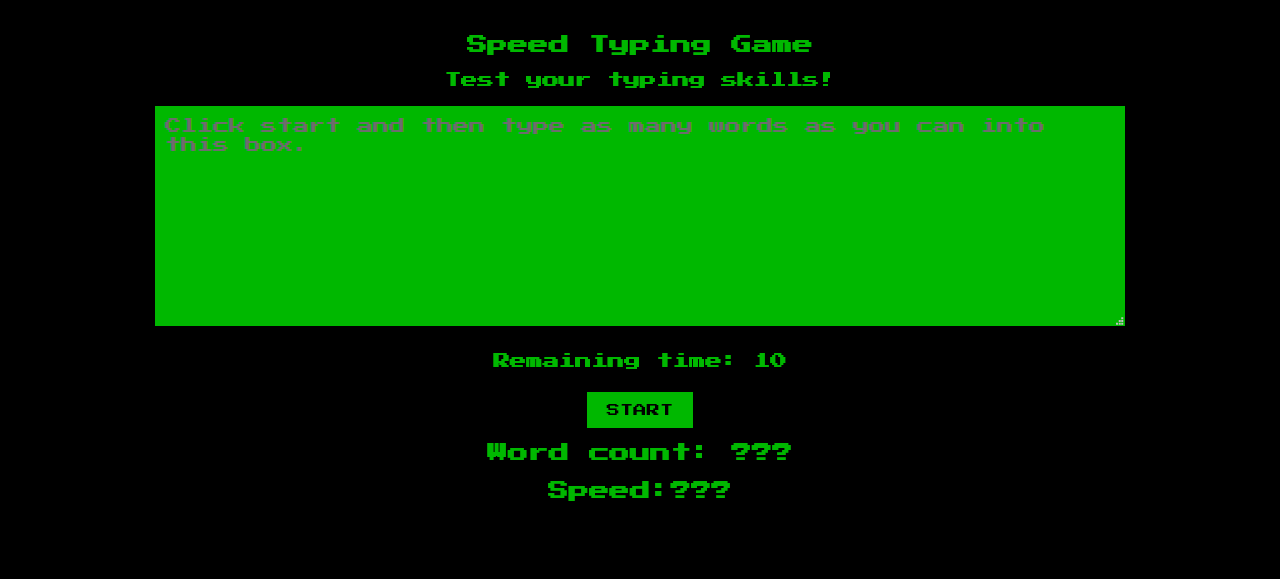 Speed Typing Game
Test your typing skills!
Click start and then type as many words as you can into
this box.
Remaining time: 10
START
Word count: ???
Speed:???